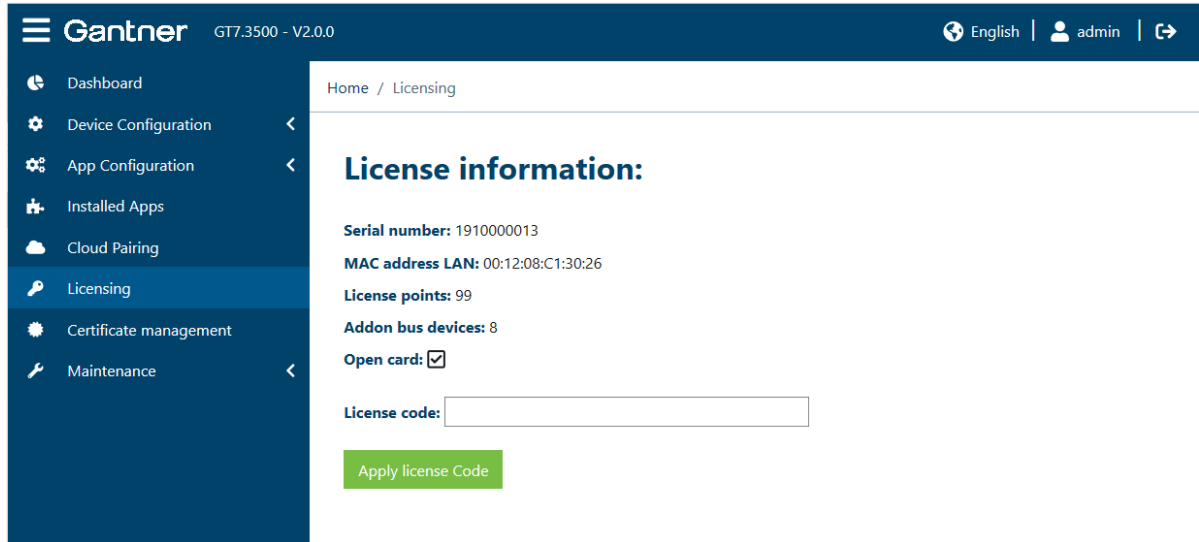 Gantner GT7.3500 - V2.0.0 English admin
Dashboard
Device Configuration
App Configuration
Installed Apps
Cloud Pairing
Licensing
Certificate management
Maintenance
Home / Licensing
License information:
Serial number: 1910000013
MAC address LAN: 00:12:08:C1:30:26
License points: 99
Addon bus devices: 8
Open card:
License code:
Apply license Code